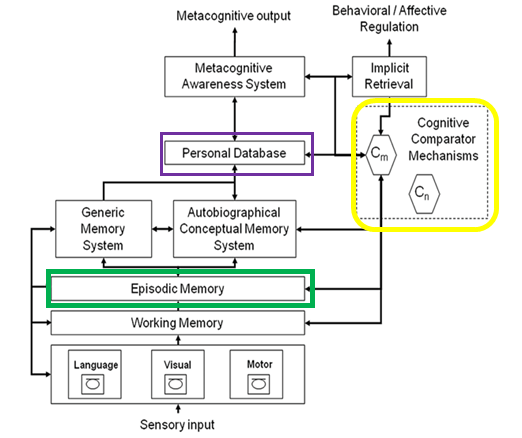 Metacognitive output
Behavioral / Affective
Regulation
Metacognitive
Awareness System
Implicit
Retrieval
Cognitive
Comparator
Mechanisms
Cm
Cn
Personal Database
Generic
Memory
System
Autobiographical
Conceptual Memory
System
Episodic Memory
Working Memory
Language
Visual
Motor
Sensory input